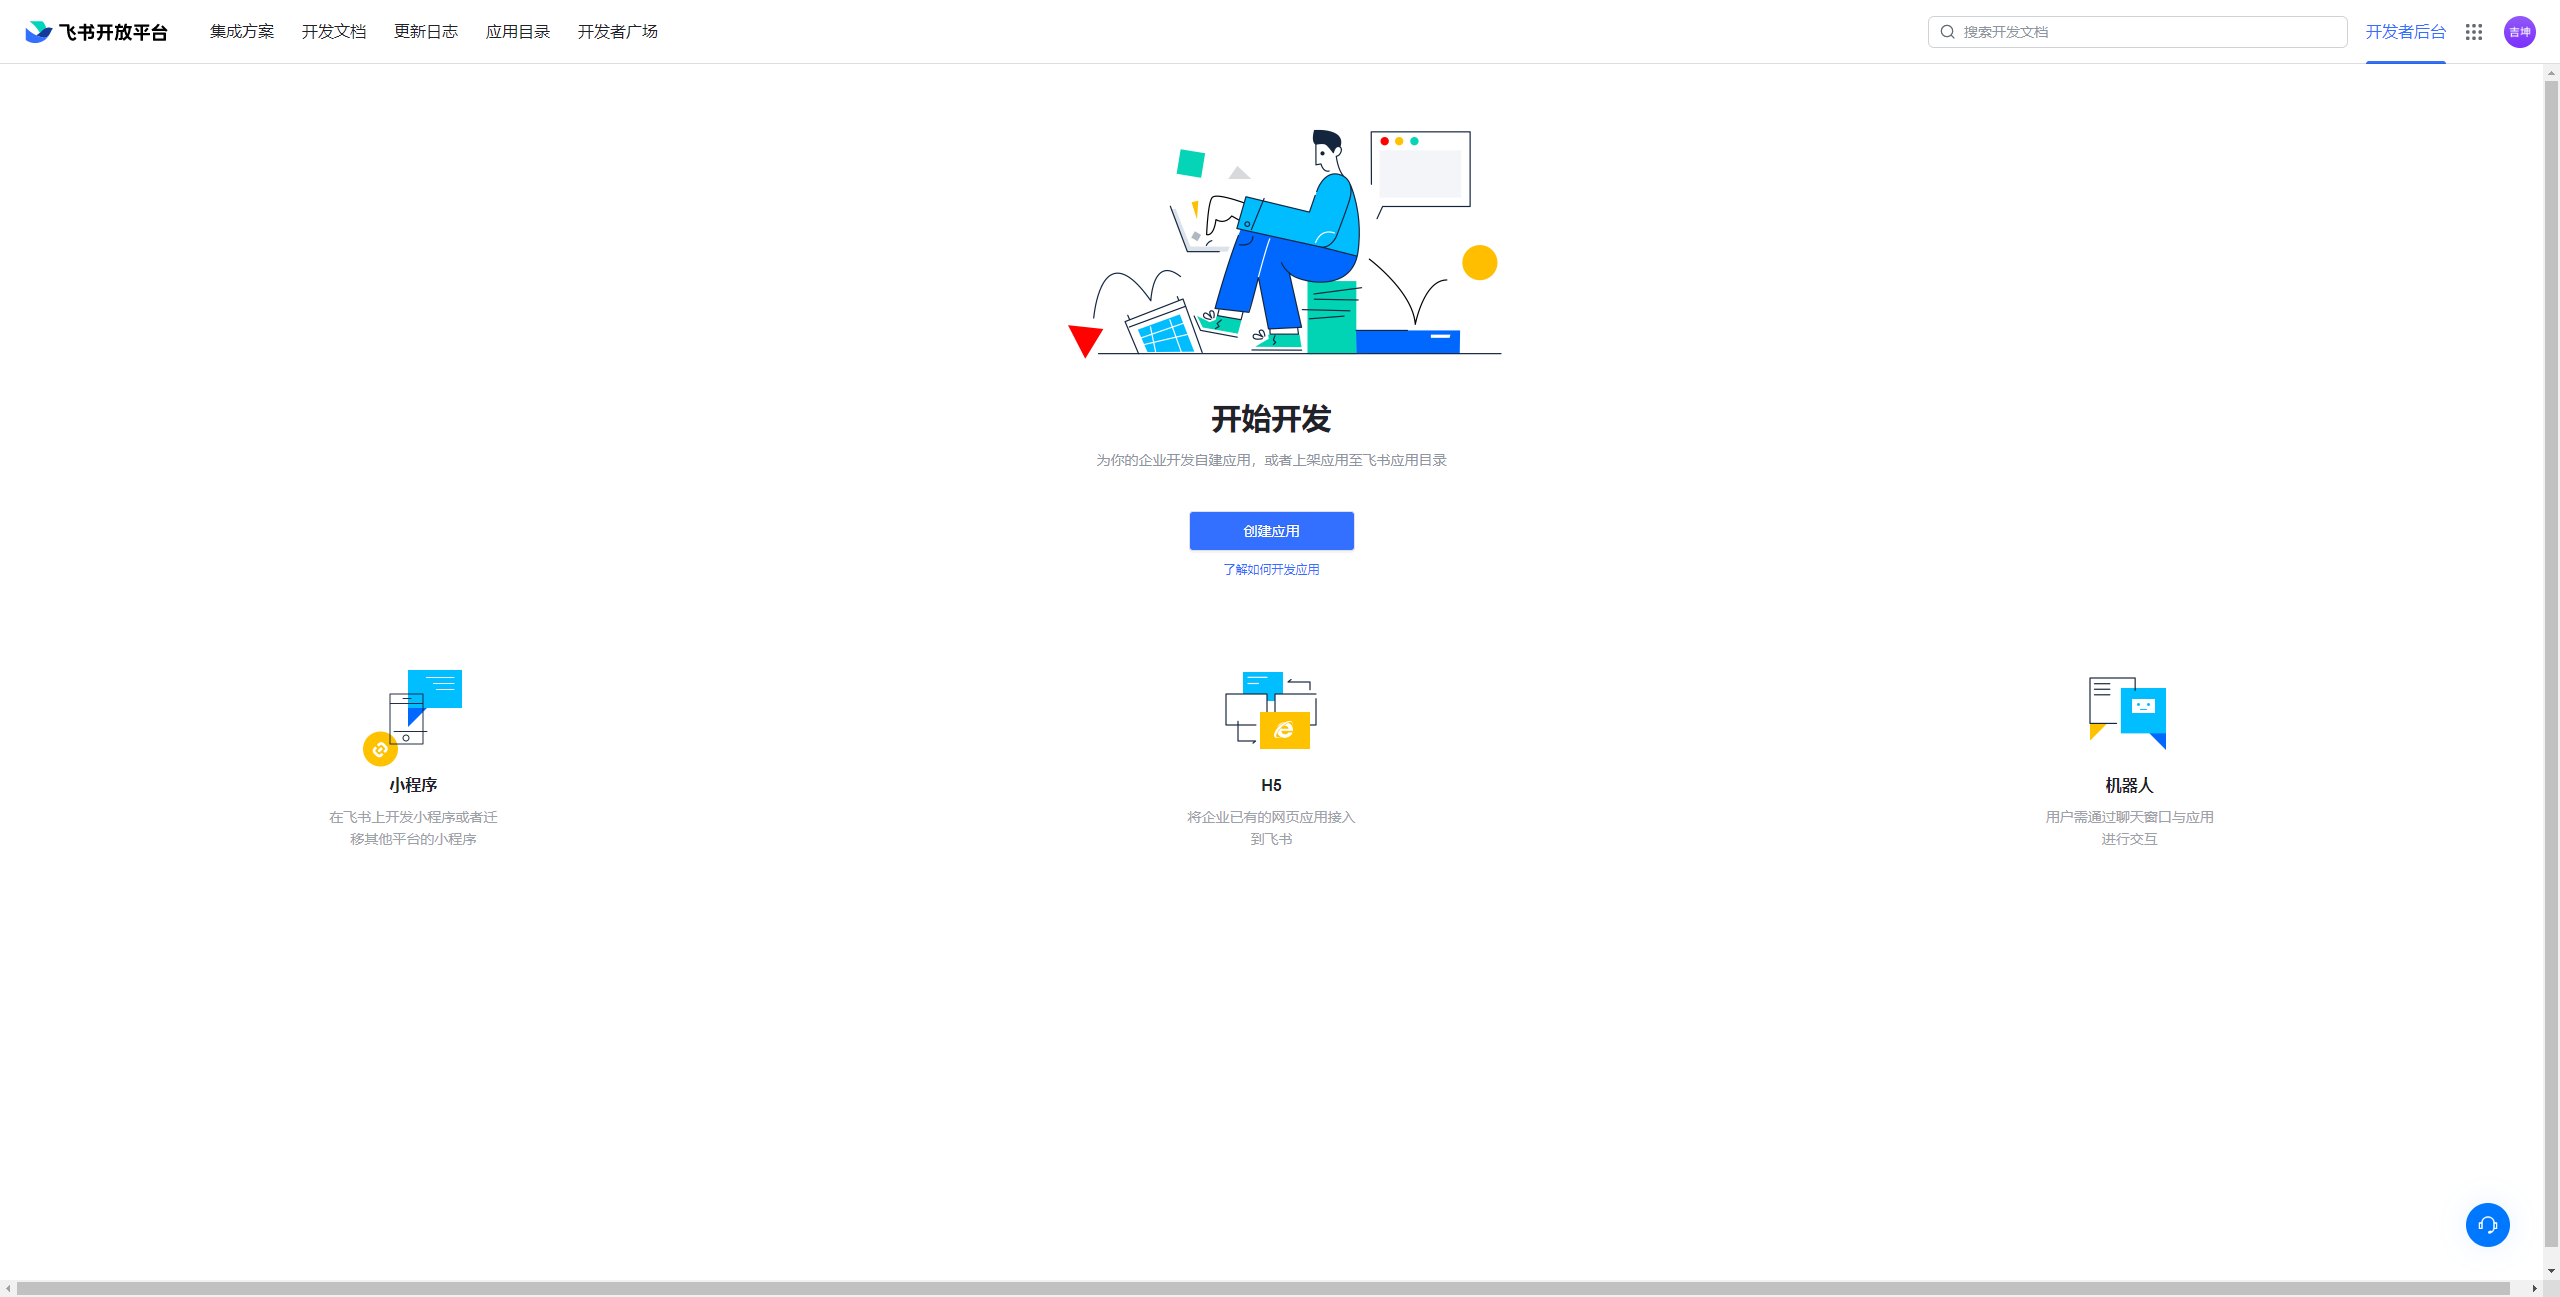 飞书开放平台
集成方案
开发文档
更新日志
应用目录
开发者广场
搜索开发文档
开发者后台
吉坤
开始开发
为你的企业开发自建应用，或者上架应用至飞书应用目录
创建应用
了解如何开发应用
小程序
在飞书上开发小程序或者迁
移其他平台的小程序
H5
将企业已有的网页应用接入
到飞书
机器人
用户需通过聊天窗口与应用
进行交互